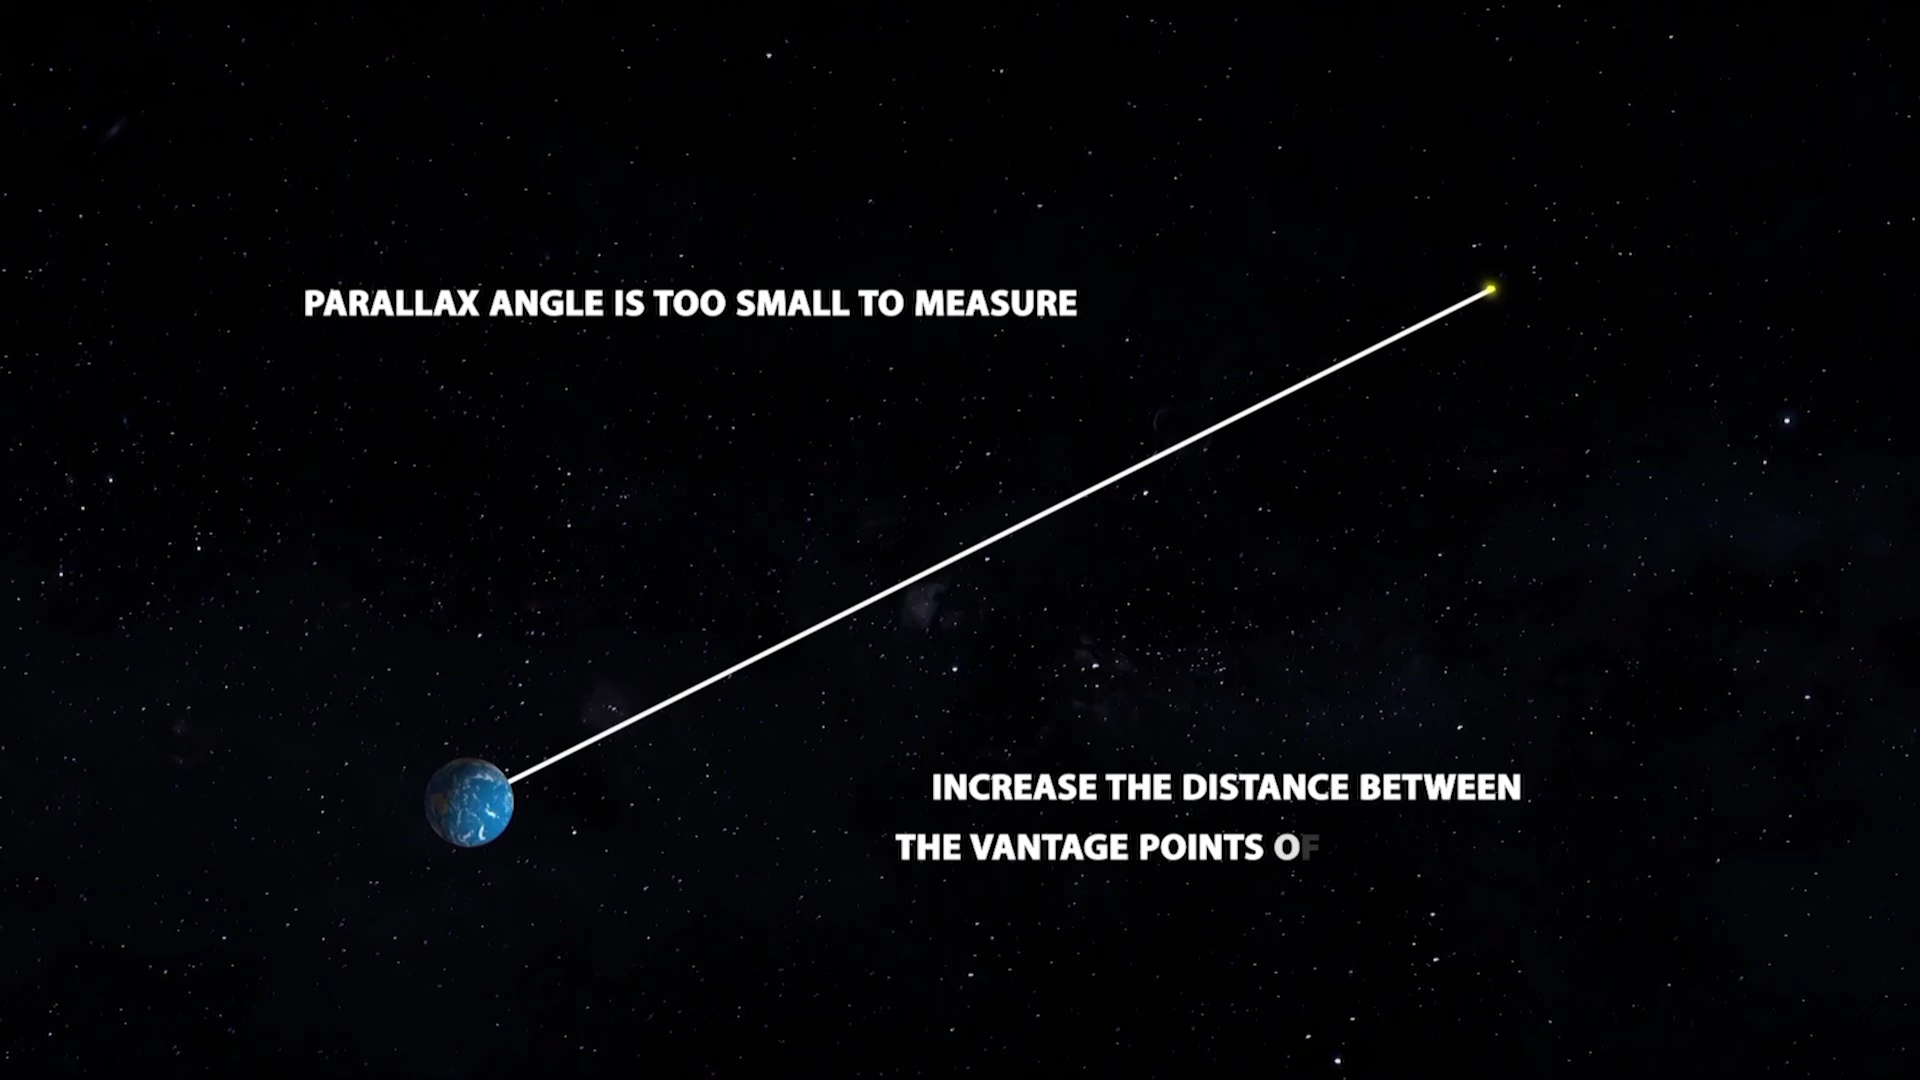 PARALLAX ANGLE IS TOO SMALL TO MEASURE
INCREASE THE DISTANCE BETWEEN
THE VANTAGE POINTS OF